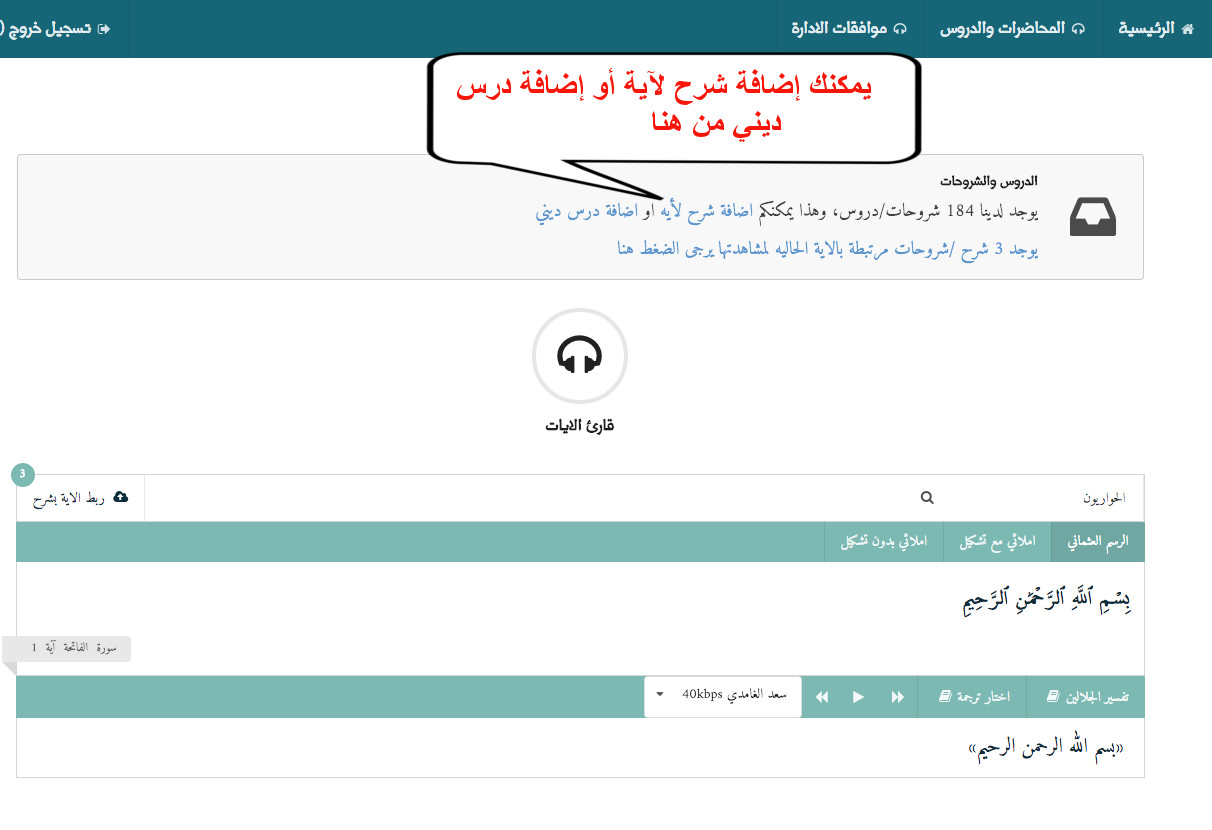 الرئيسية
المحاضرات والدروس
موافقات الادارة
تسجيل خروج (
يمكنك إضافة شرح لآية أو إضافة درس
ديني من هنا
الدروس والشروحات
يوجد لدينا 184 شروحات/دروس، وهذا يمكنكم اضافة شرح لأيه او اضافة درس ديني
يوجد 3 شرح /شروحات مرتبطة بالاية الحاليه لمشاهدتها يرجى الضغط هنا
قارئ الايات
3
الحواريون
ربط الاية بشرح
الرسم العثماني
املائي مع تشكيل
املائي بدون تشكيل
بِسْمِ ٱللَّهِ ٱلرَّحْمَٰنِ ٱلرَّحِيمِ
سورة الفاتحة آية 1
تفسير الجلالين
اختار ترجمة
سعد الغامدي 40kbps
«بسم الله الرحمن الرحيم»